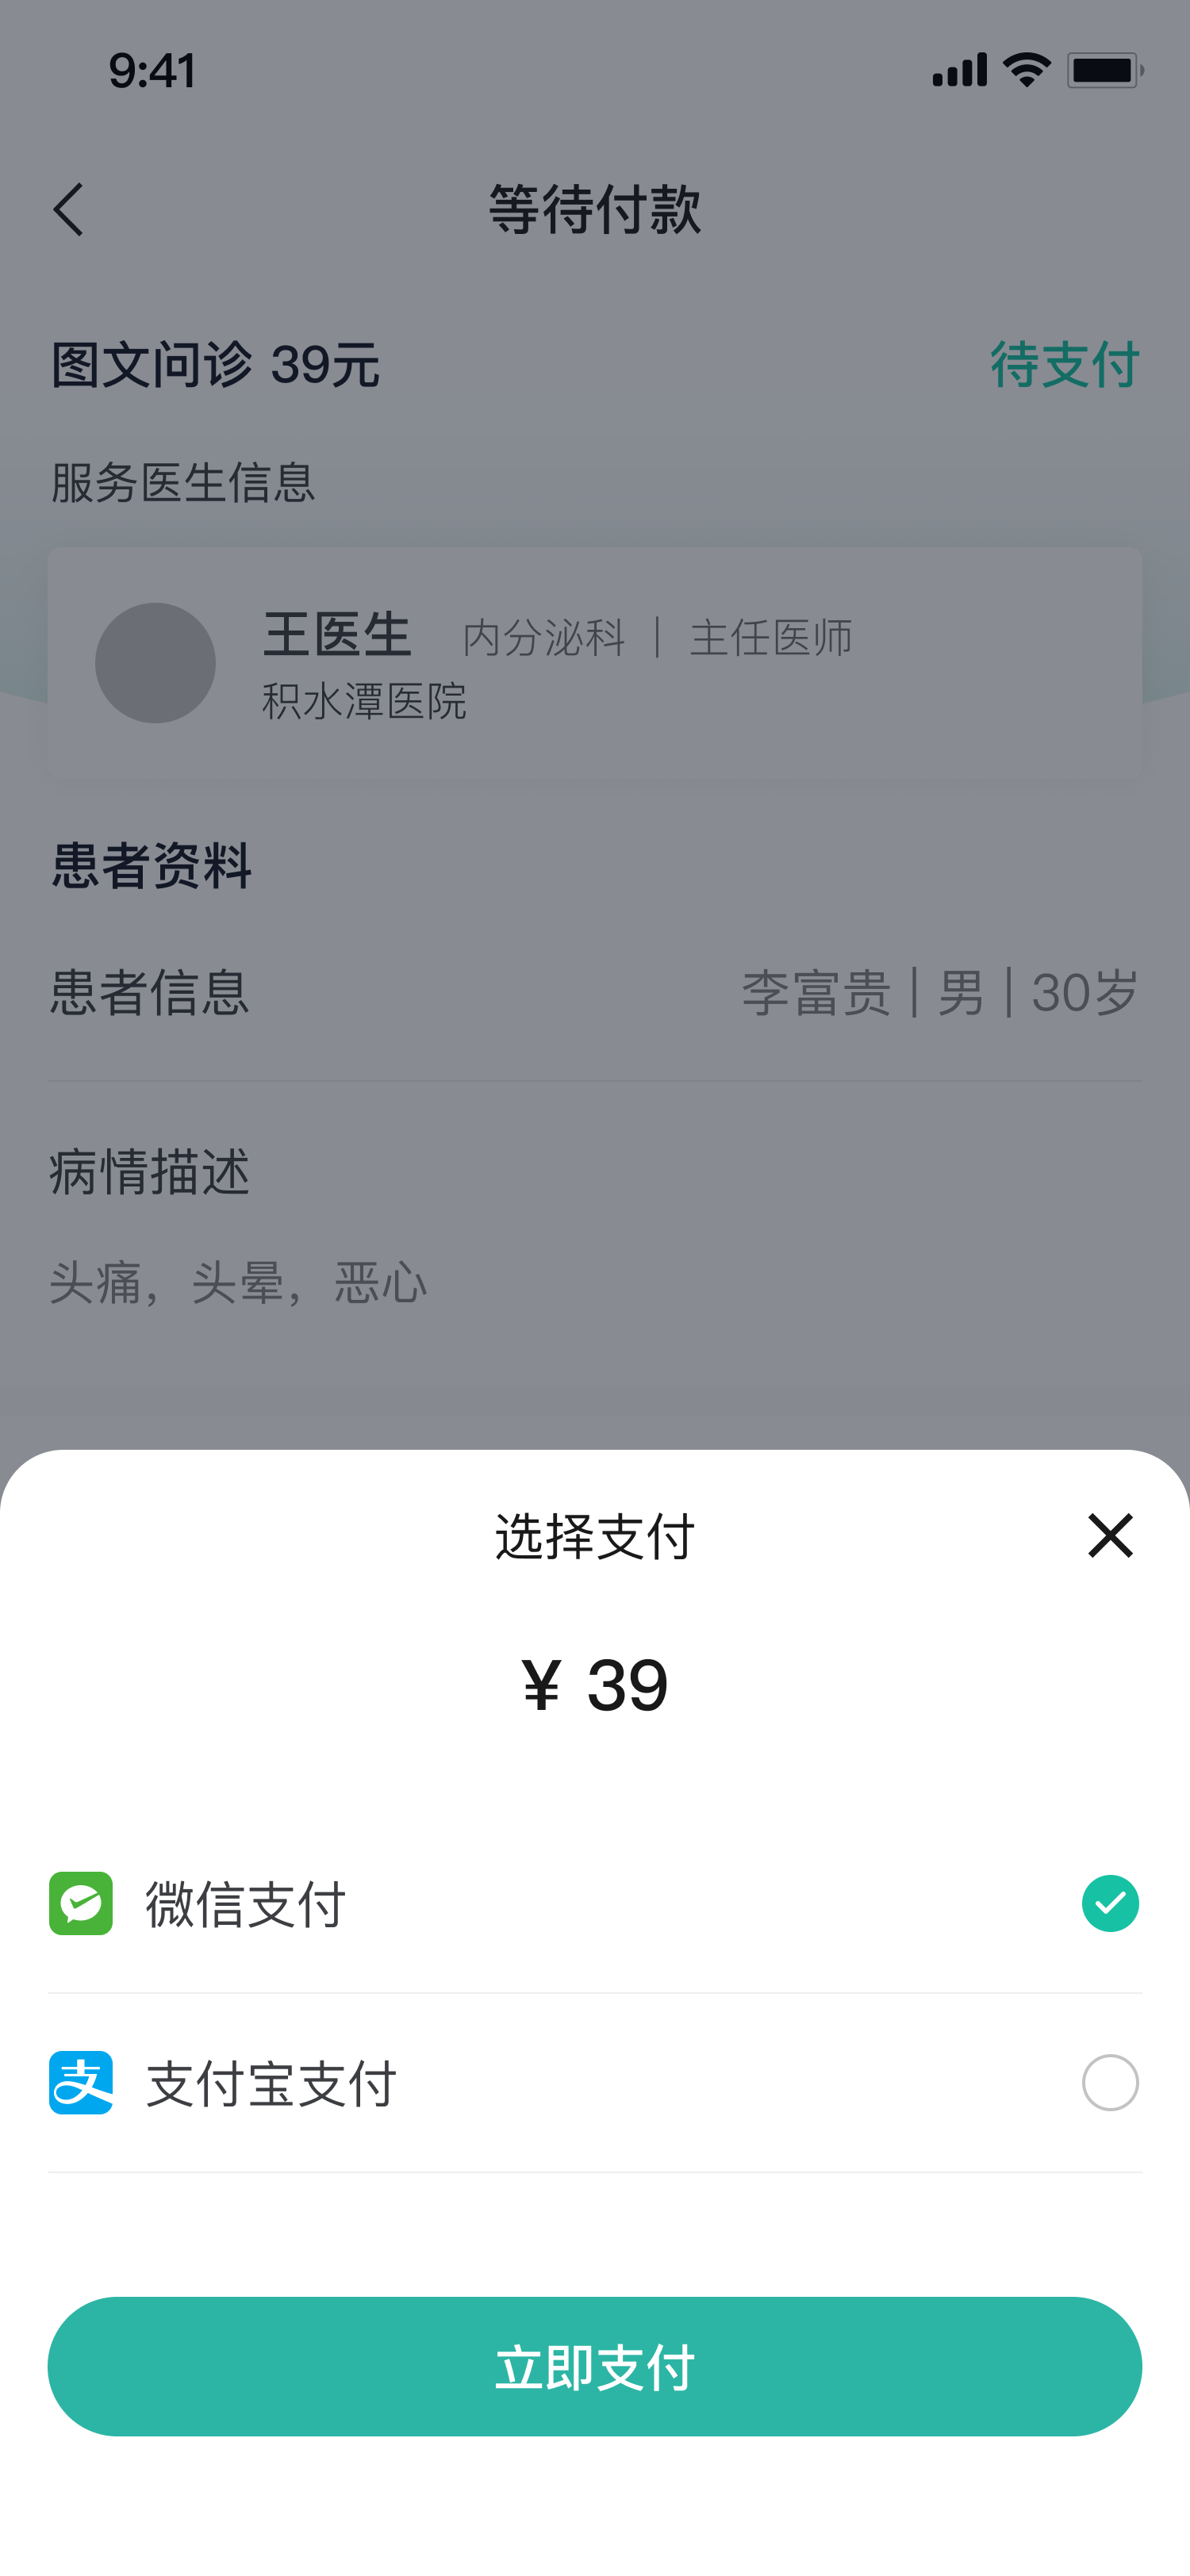 9:41
等待付款
图文问诊 39元 待支付
服务医生信息
王医生 内分泌科 | 主任医师
积水潭医院
患者资料
患者信息 李富贵 | 男 | 30岁
病情描述
头痛，头晕，恶心
选择支付
¥ 39
微信支付
支 支付宝支付
立即支付